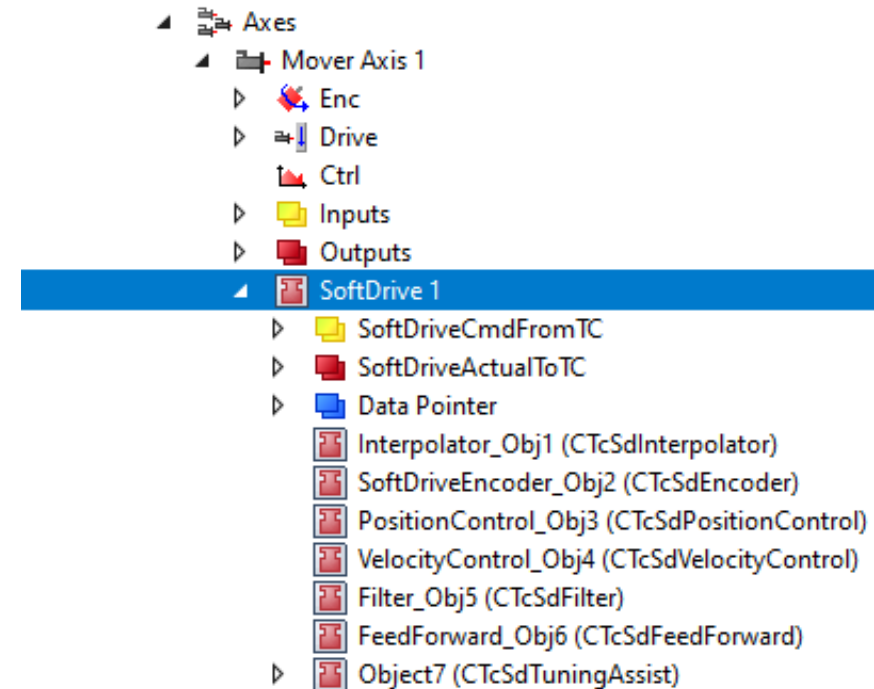 Axes
Mover Axis 1
Enc
Drive
Ctrl
Inputs
Outputs
SoftDrive 1
SoftDriveCmdFromTC
SoftDriveActualToTC
Data Pointer
Interpolator_Obj1 (CTcSdInterpolator)
SoftDriveEncoder_Obj2 (CTcSdEncoder)
PositionControl_Obj3 (CTcSdPositionControl)
VelocityControl_Obj4 (CTcSdVelocityControl)
Filter_Obj5 (CTcSdFilter)
FeedForward_Obj6 (CTcSdFeedForward)
Object7 (CTcSdTuningAssist)